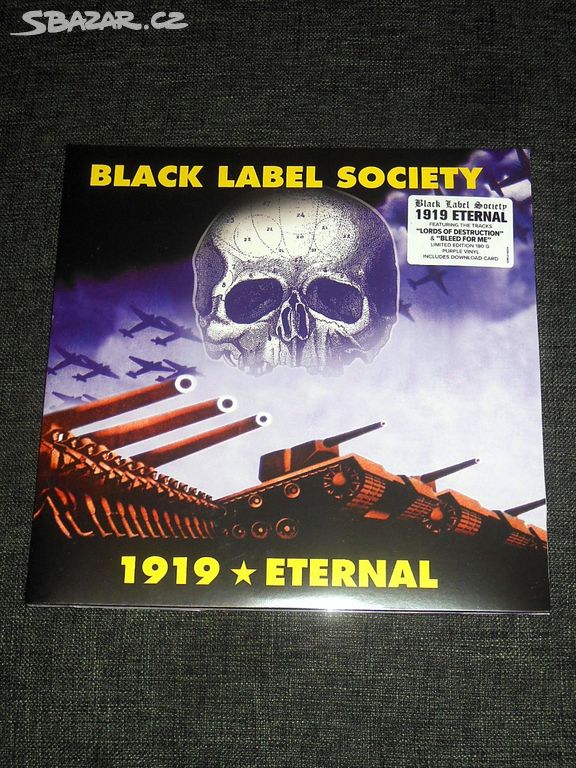 SBAZAR.CZ
BLACK LABEL SOCIETY
Black Label Society
1919 ETERNAL
FEATURING THE TRACKS
"LORDS OF DESTRUCTION"
& "BLEED FOR ME"
LIMITED EDITION 180 G
PURPLE VINYL
INCLUDES DOWNLOAD CARD
1919 ★ ETERNAL